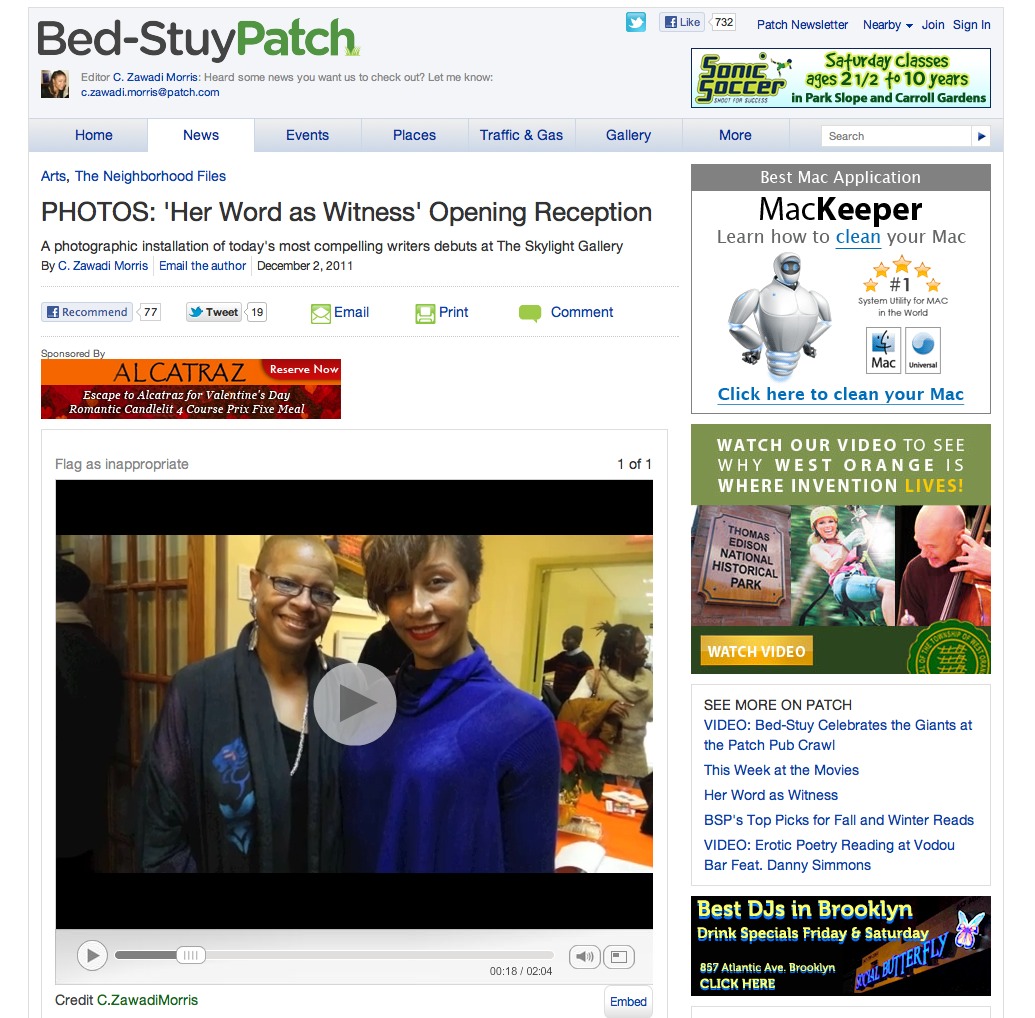 Bed-StuyPatch
Like
732
Patch Newsletter
Nearby
Join
Sign In
Editor C. Zawadi Morris: Heard some news you want us to check out? Let me know:
c.zawadi.morris@patch.com
Sonic
Soccer
SHOOT FOR SUCCESS
Saturday classes
ages 2 1/2 to 10 years
in Park Slope and Carroll Gardens
Home
News
Events
Places
Traffic & Gas
Gallery
More
Search
Arts, The Neighborhood Files
PHOTOS: 'Her Word as Witness' Opening Reception
A photographic installation of today's most compelling writers debuts at The Skylight Gallery
By C. Zawadi Morris
Email the author
December 2, 2011
Recommend
77
Tweet
19
Email
Print
Comment
Sponsored By
ALCATRAZ
Reserve Now
Escape to Alcatraz for Valentine's Day
Romantic Candlelit 4 Course Prix Fixe Meal
Flag as inappropriate
1 of 1
00:18 / 02:04
Credit C.ZawadiMorris
Embed
Best Mac Application
MacKeeper
Learn how to clean your Mac
#1
System Utility for MAC
in the World
Mac
Universal
Click here to clean your Mac
WATCH OUR VIDEO TO SEE
WHY WEST ORANGE IS
WHERE INVENTION LIVES!
THOMAS
EDISON
NATIONAL
HISTORICAL
PARK
WATCH VIDEO
SEE MORE ON PATCH
VIDEO: Bed-Stuy Celebrates the Giants at
the Patch Pub Crawl
This Week at the Movies
Her Word as Witness
BSP's Top Picks for Fall and Winter Reads
VIDEO: Erotic Poetry Reading at Vodou
Bar Feat. Danny Simmons
Best DJs in Brooklyn
Drink Specials Friday & Saturday
857 Atlantic Ave. Brooklyn
CLICK HERE
SOCIAL BUTTERFLY